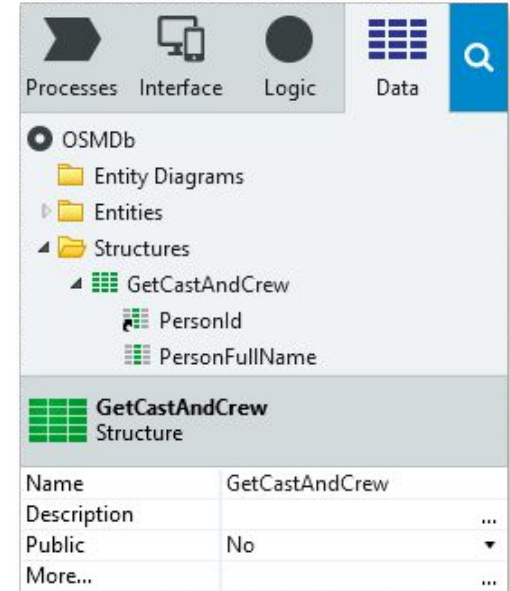 Processes Interface Logic Data
OSMDb
Entity Diagrams
Entities
Structures
GetCastAndCrew
PersonId
PersonFullName
GetCastAndCrew
Structure
Name GetCastAndCrew
Description ...
Public No
More... ...